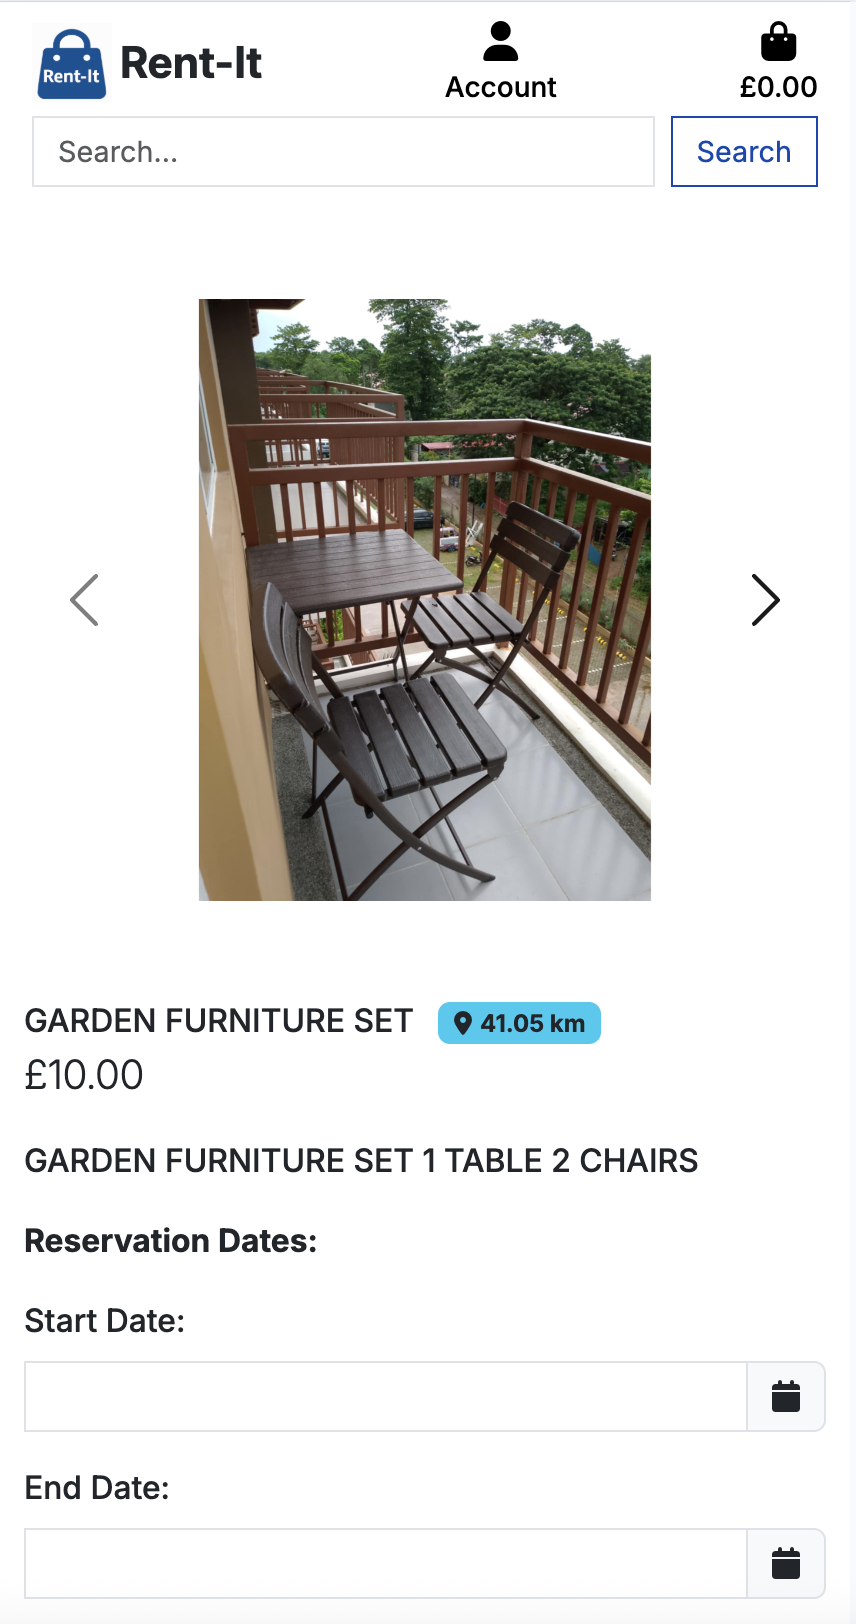 Rent-It
Rent-It
Account
£0.00
Search...
Search
GARDEN FURNITURE SET
41.05 km
£10.00
GARDEN FURNITURE SET 1 TABLE 2 CHAIRS
Reservation Dates:
Start Date:
End Date: